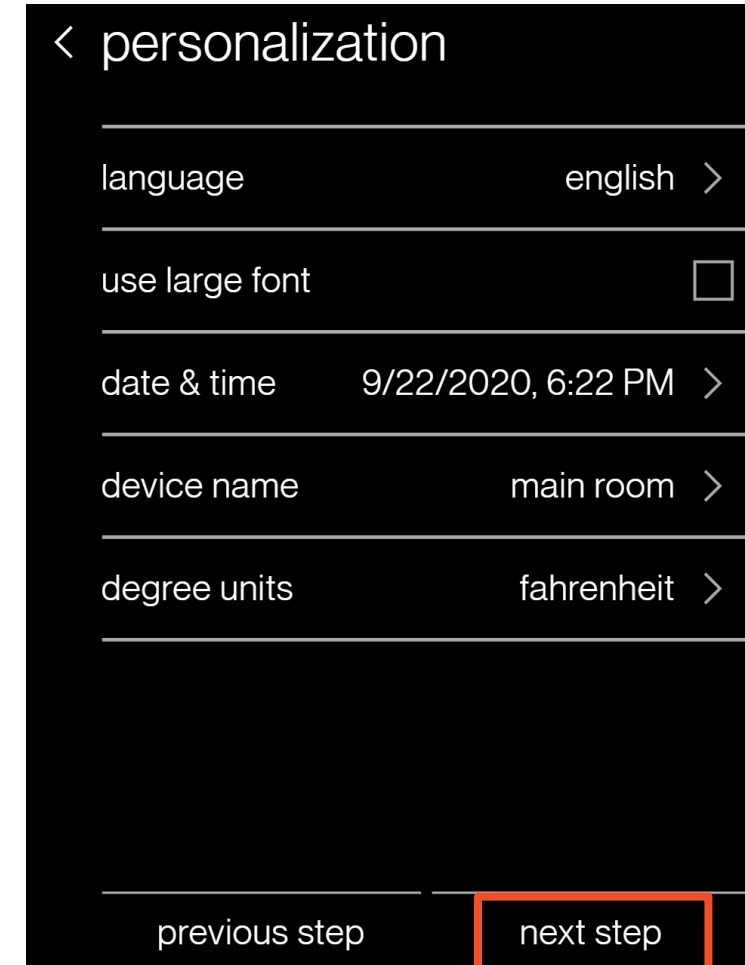 personalization
language english
use large font
date & time 9/22/2020, 6:22 PM
device name main room
degree units fahrenheit
previous step next step